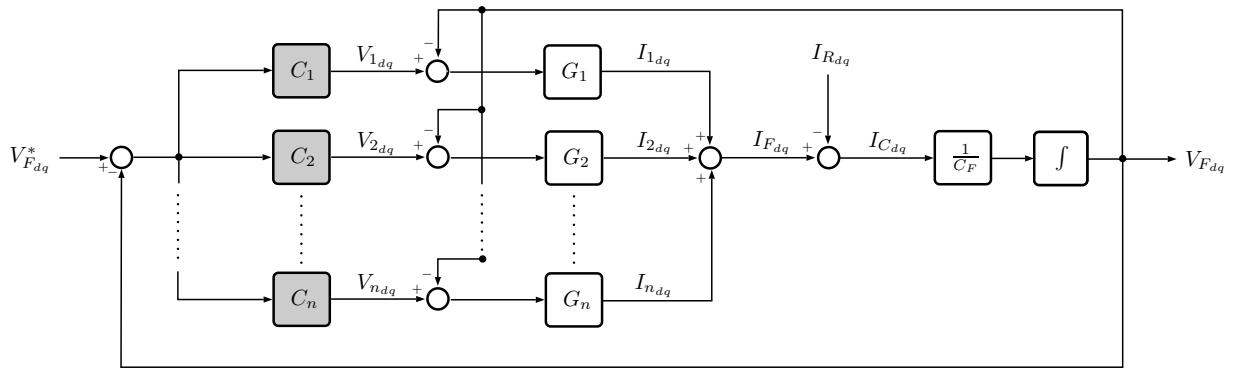 C_1 V_{1_{dq}} + − G_1 I_{1_{dq}} I_{R_{dq}}
V^*_{F_{dq}} + − C_2 V_{2_{dq}} + − G_2 I_{2_{dq}} + + + I_{F_{dq}} + − I_{C_{dq}} \frac{1}{C_F} ∫ V_{F_{dq}}
C_n V_{n_{dq}} + − G_n I_{n_{dq}}